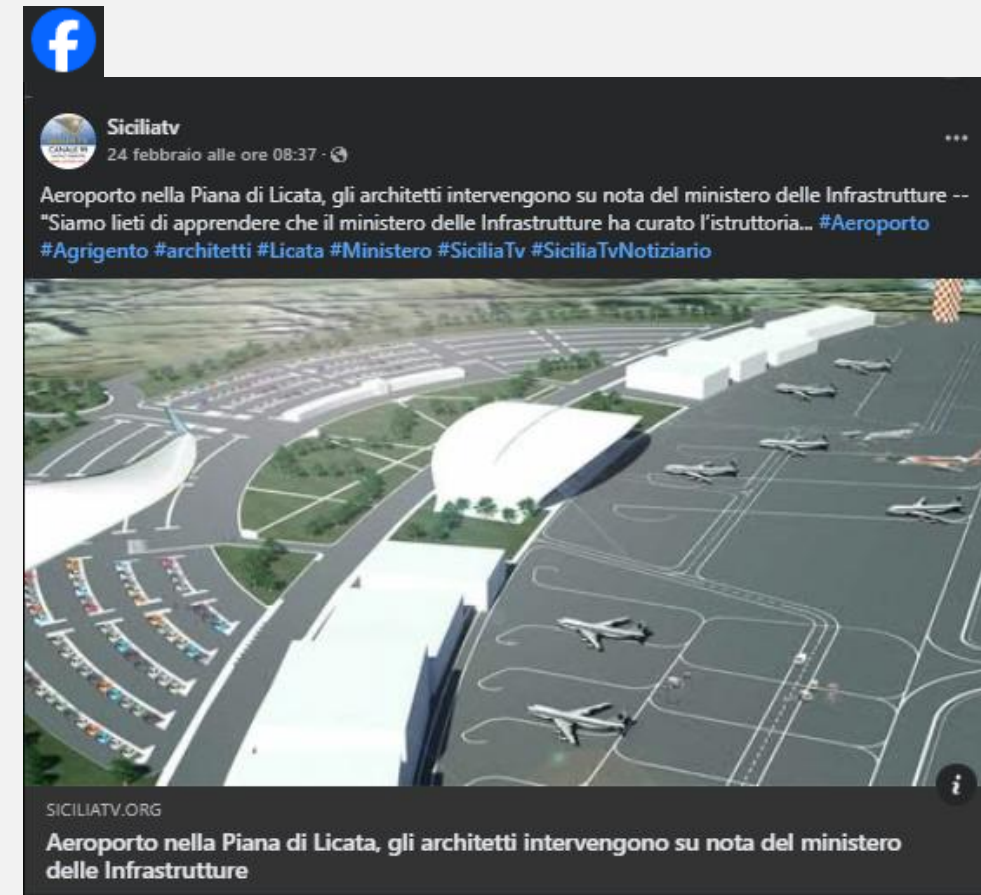 Siciliatv
24 febbraio alle ore 08:37 ·
Aeroporto nella Piana di Licata, gli architetti intervengono su nota del ministero delle Infrastrutture --
"Siamo lieti di apprendere che il ministero delle Infrastrutture ha curato l'istruttoria... #Aeroporto
#Agrigento #architetti #Licata #Ministero #SiciliaTv #SiciliaTvNotiziario
SICILIATV.ORG
Aeroporto nella Piana di Licata, gli architetti intervengono su nota del ministero
delle Infrastrutture